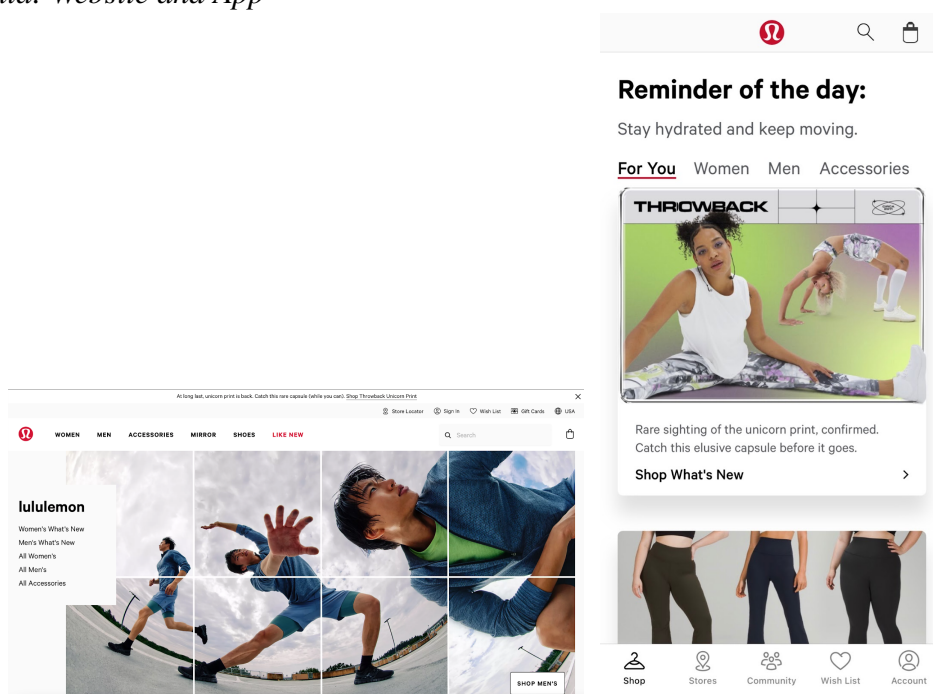 Website and App
At long last, unicorn print is back. Catch this rare capsule (while you can). Shop Throwback Unicorn Print
Store Locator Sign In Wish List Gift Cards USA
WOMEN MEN ACCESSORIES MIRROR SHOES LIKE NEW Search
lululemon
Women's What's New
Men's What's New
All Women's
All Men's
All Accessories
SHOP MEN'S
Reminder of the day:
Stay hydrated and keep moving.
For You Women Men Accessories
THROWBACK
Rare sighting of the unicorn print, confirmed.
Catch this elusive capsule before it goes.
Shop What's New
Shop Stores Community Wish List Account